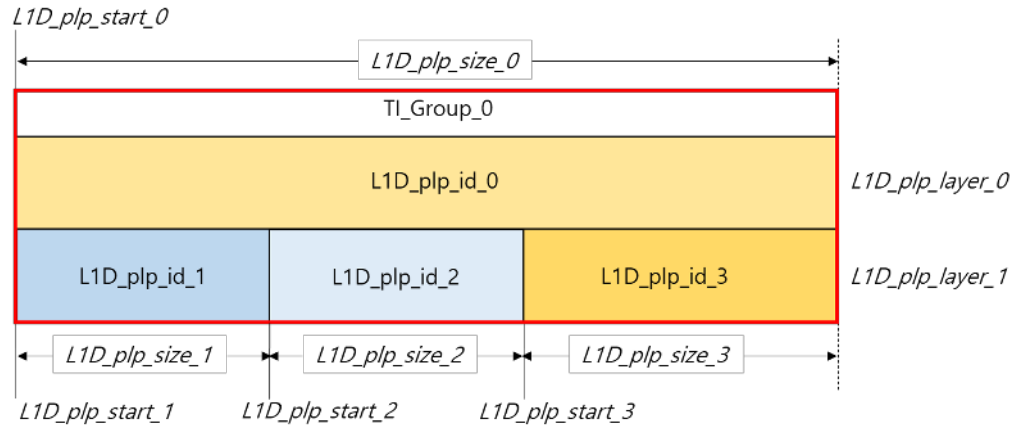 L1D_plp_start_0
L1D_plp_size_0
TI_Group_0
L1D_plp_id_0
L1D_plp_layer_0
L1D_plp_id_1
L1D_plp_id_2
L1D_plp_id_3
L1D_plp_layer_1
L1D_plp_size_1
L1D_plp_size_2
L1D_plp_size_3
L1D_plp_start_1
L1D_plp_start_2
L1D_plp_start_3